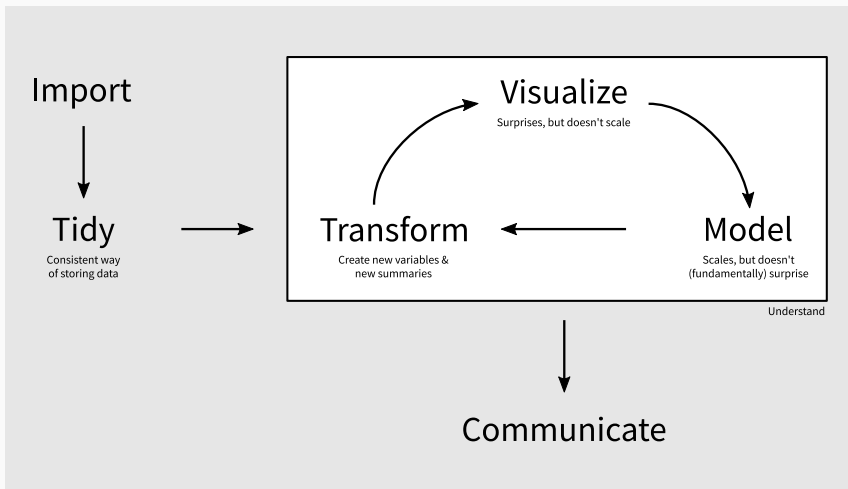 Import
Tidy
Consistent way
of storing data
Visualize
Surprises, but doesn't scale
Transform
Create new variables &
new summaries
Model
Scales, but doesn't
(fundamentally) surprise
Understand
Communicate